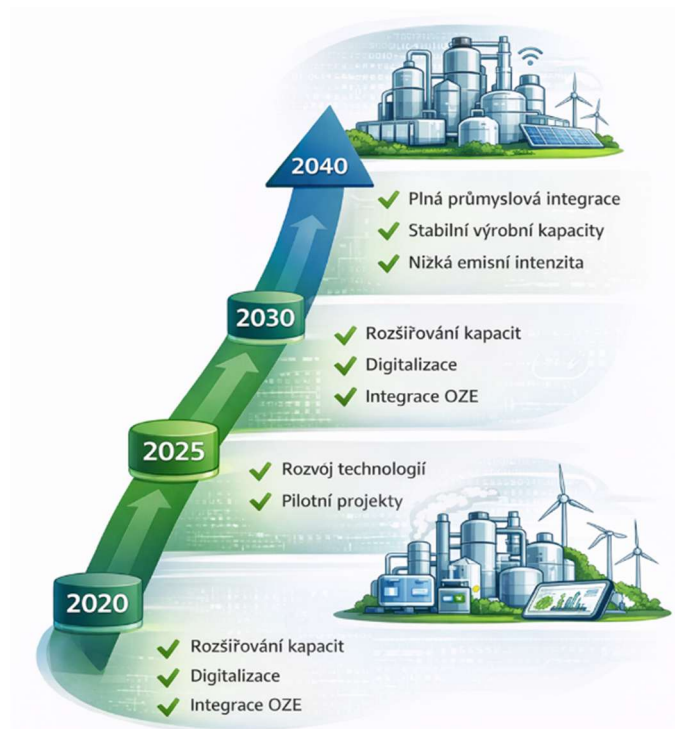 2040
Plná průmyslová integrace
Stabilní výrobní kapacity
Nižká emisní intenzita
2030
Rozšiřování kapacit
Digitalizace
Integrace OZE
2025
Rozvoj technologií
Pilotní projekty
2020
Rozšiřování kapacit
Digitalizace
Integrace OZE